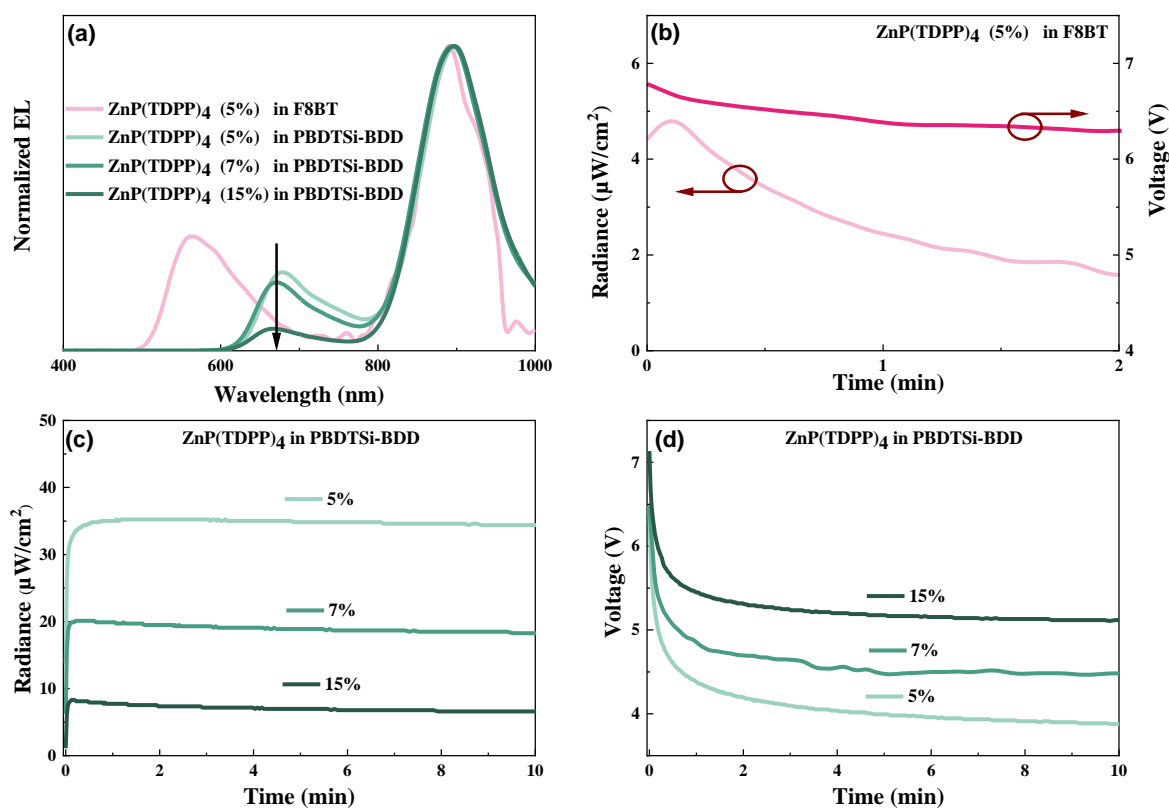 (a)
ZnP(TDPP)4 (5%) in F8BT
ZnP(TDPP)4 (5%) in PBDTSi-BDD
ZnP(TDPP)4 (7%) in PBDTSi-BDD
ZnP(TDPP)4 (15%) in PBDTSi-BDD
Normalized EL
400 600 800 1000
Wavelength (nm)
(b)
ZnP(TDPP)4 (5%) in F8BT
6
4
2
0
Radiance (µW/cm2)
7
6
5
4
Voltage (V)
0 1 2
Time (min)
(c)
ZnP(TDPP)4 in PBDTSi-BDD
50
40
30
20
10
0
Radiance (µW/cm2)
5%
7%
15%
0 2 4 6 8 10
Time (min)
(d)
ZnP(TDPP)4 in PBDTSi-BDD
7
6
5
4
Voltage (V)
15%
7%
5%
0 2 4 6 8 10
Time (min)